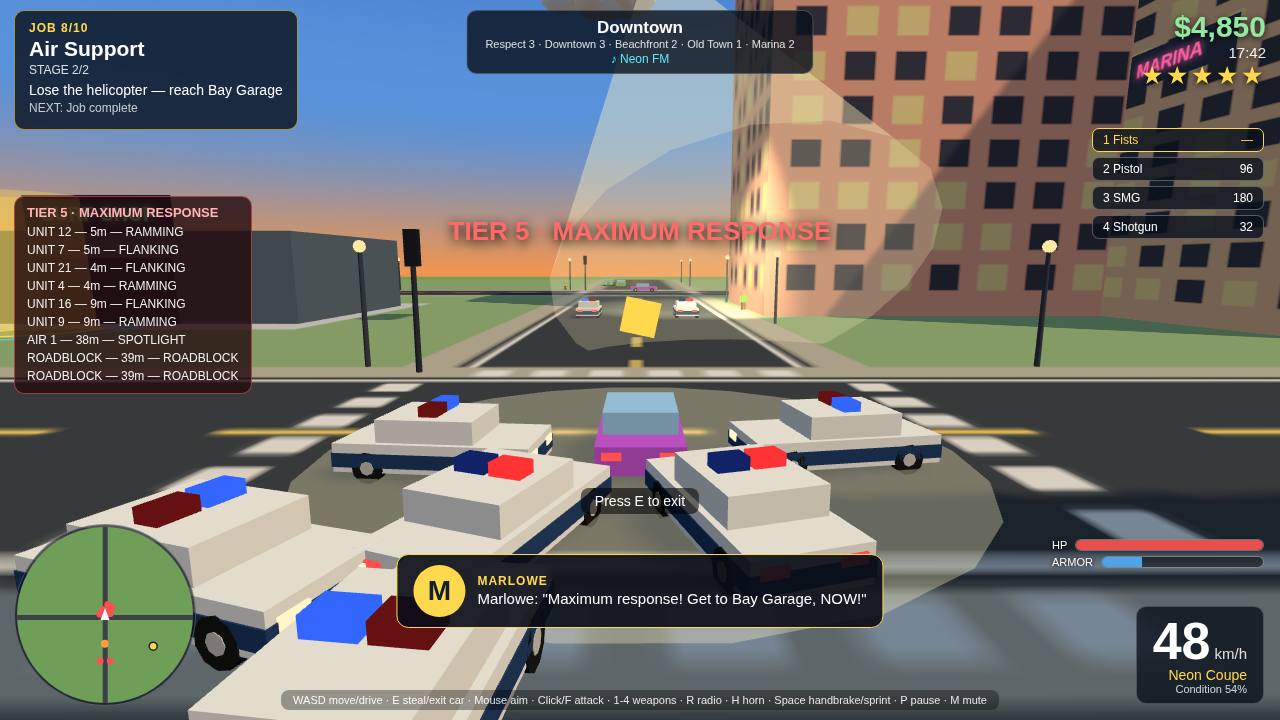 JOB 8/10
Air Support
STAGE 2/2
Lose the helicopter — reach Bay Garage
NEXT: Job complete
Downtown
Respect 3 · Downtown 3 · Beachfront 2 · Old Town 1 · Marina 2
♪ Neon FM
$4,850
17:42
MARINA
★★★★★
1 Fists —
2 Pistol 96
3 SMG 180
4 Shotgun 32
TIER 5 · MAXIMUM RESPONSE
UNIT 12 — 5m — RAMMING
UNIT 7 — 5m — FLANKING
UNIT 21 — 4m — FLANKING
UNIT 4 — 4m — RAMMING
UNIT 16 — 9m — FLANKING
UNIT 9 — 9m — RAMMING
AIR 1 — 38m — SPOTLIGHT
ROADBLOCK — 39m — ROADBLOCK
ROADBLOCK — 39m — ROADBLOCK
TIER 5 · MAXIMUM RESPONSE
Press E to exit
M
MARLOWE
Marlowe: "Maximum response! Get to Bay Garage, NOW!"
HP
ARMOR
48 km/h
Neon Coupe
Condition 54%
WASD move/drive · E steal/exit car · Mouse aim · Click/F attack · 1-4 weapons · R radio · H horn · Space handbrake/sprint · P pause · M mute